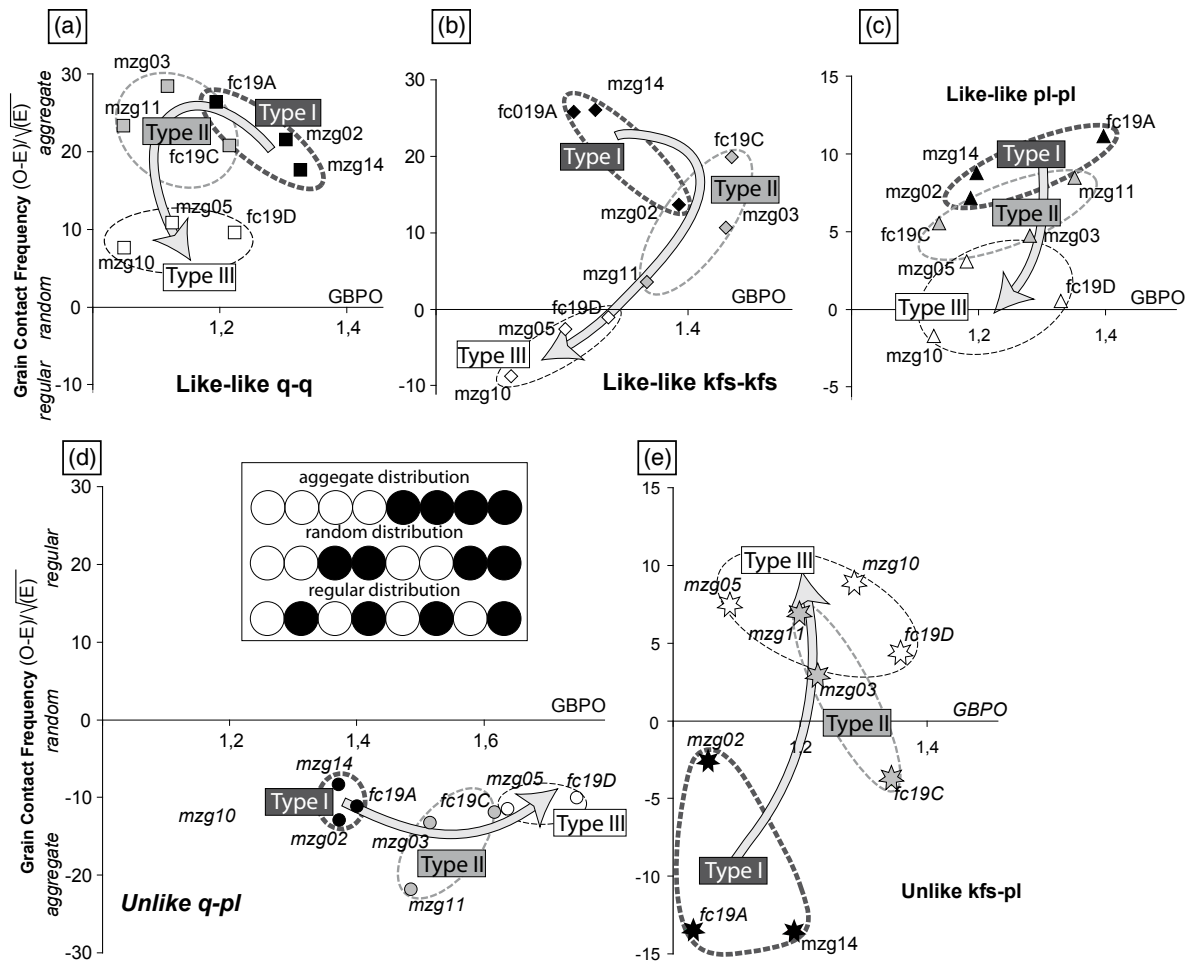 (a)
mzg03
30
fc19A
Type I
mzg11
Type II
20
mzg02
fc19C
mzg14
10
mzg05
fc19D
mzg10
Type III
0
GBPO
1,2
1,4
-10
Like-like q-q
Grain Contact Frequency (O-E)/√(E)
aggregate
random
regular
(b)
30
mzg14
fc019A
20
Type I
fc19C
Type II
mzg02
mzg03
10
mzg11
GBPO
0
fc19D
1.4
mzg05
Type III
mzg10
-10
Like-like kfs-kfs
(c)
15
Like-like pl-pl
fc19A
10
Type I
mzg14
mzg02
mzg11
Type II
5
fc19C
mzg03
mzg05
fc19D
GBPO
0
Type III
1,2
1,4
mzg10
-5
(d)
30
aggegate distribution
random distribution
regular distribution
20
10
0
GBPO
1,2
1,4
1,6
mzg14
mzg05
fc19D
Type I
fc19A
fc19C
-10
mzg10
mzg02
mzg03
Type III
Type II
-20
mzg11
Unlike q-pl
-30
Grain Contact Frequency (O-E)/√(E)
regular
random
aggregate
(e)
15
Type III
mzg10
10
mzg05
mzg11
fc19D
5
mzg03
0
GBPO
Type II
1,2
1,4
mzg02
fc19C
-5
Type I
-10
Unlike kfs-pl
fc19A
mzg14
-15